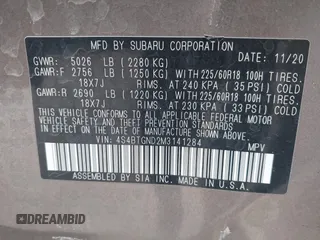 MFD. BY SUBARU CORPORATION 11/20
GVWR: 5026 LB (2280 KG)
GAWR:F 2756 LB (1250 KG) WITH 225/60R18 100H TIRES,
18X7J RIMS, AT 240 KPA (35 PSI) COLD
GAWR:R 2690 LB (1220 KG) WITH 225/60R18 100H TIRES,
18X7J RIMS, AT 230 KPA (33 PSI) COLD
THIS VEHICLE CONFORMS TO ALL APPLICABLE FEDERAL MOTOR
VEHICLE SAFETY, BUMPER, AND THEFT PREVENTION STANDARDS IN
EFFECT ON THE DATE OF MANUFACTURE SHOWN ABOVE.
VIN: 4S4BTGND2M3141284 MPV
ASSEMBLED BY SIA INC. MADE IN U.S.A.
DREAMBID